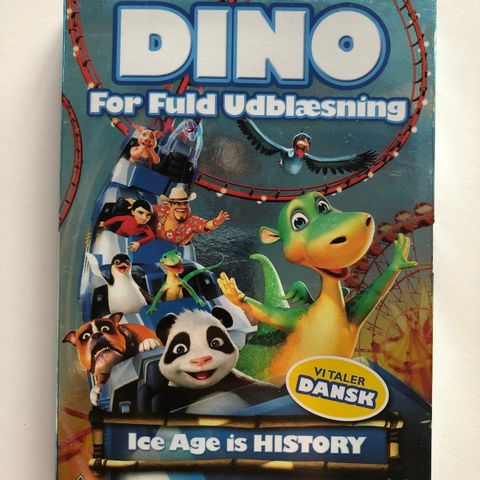 DINO
For Fuld Udblæsning
VI TALER
DANSK
Ice Age is HISTORY